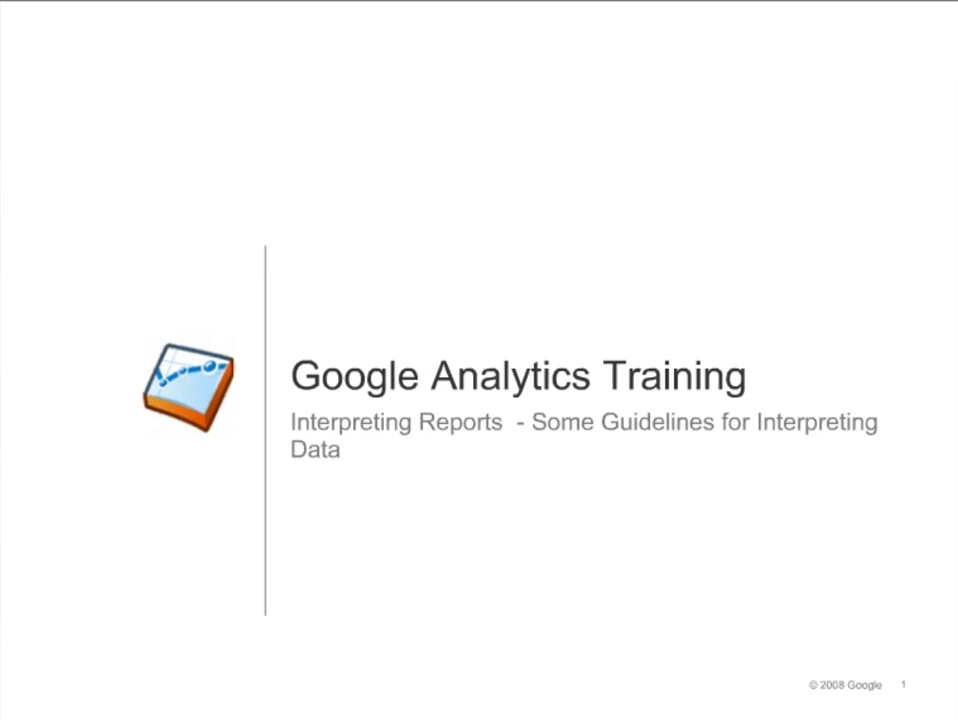 Google Analytics Training
Interpreting Reports  - Some Guidelines for Interpreting
Data
© 2008 Google 1